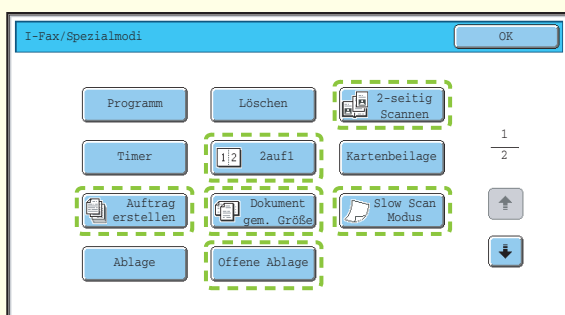 I-Fax/Spezialmodi
OK
Programm
Löschen
2-seitig
Scannen
Timer
1 2 2auf1
Kartenbeilage
1
2
Auftrag
erstellen
Dokument
gem. Größe
Slow Scan
Modus
Ablage
Offene Ablage